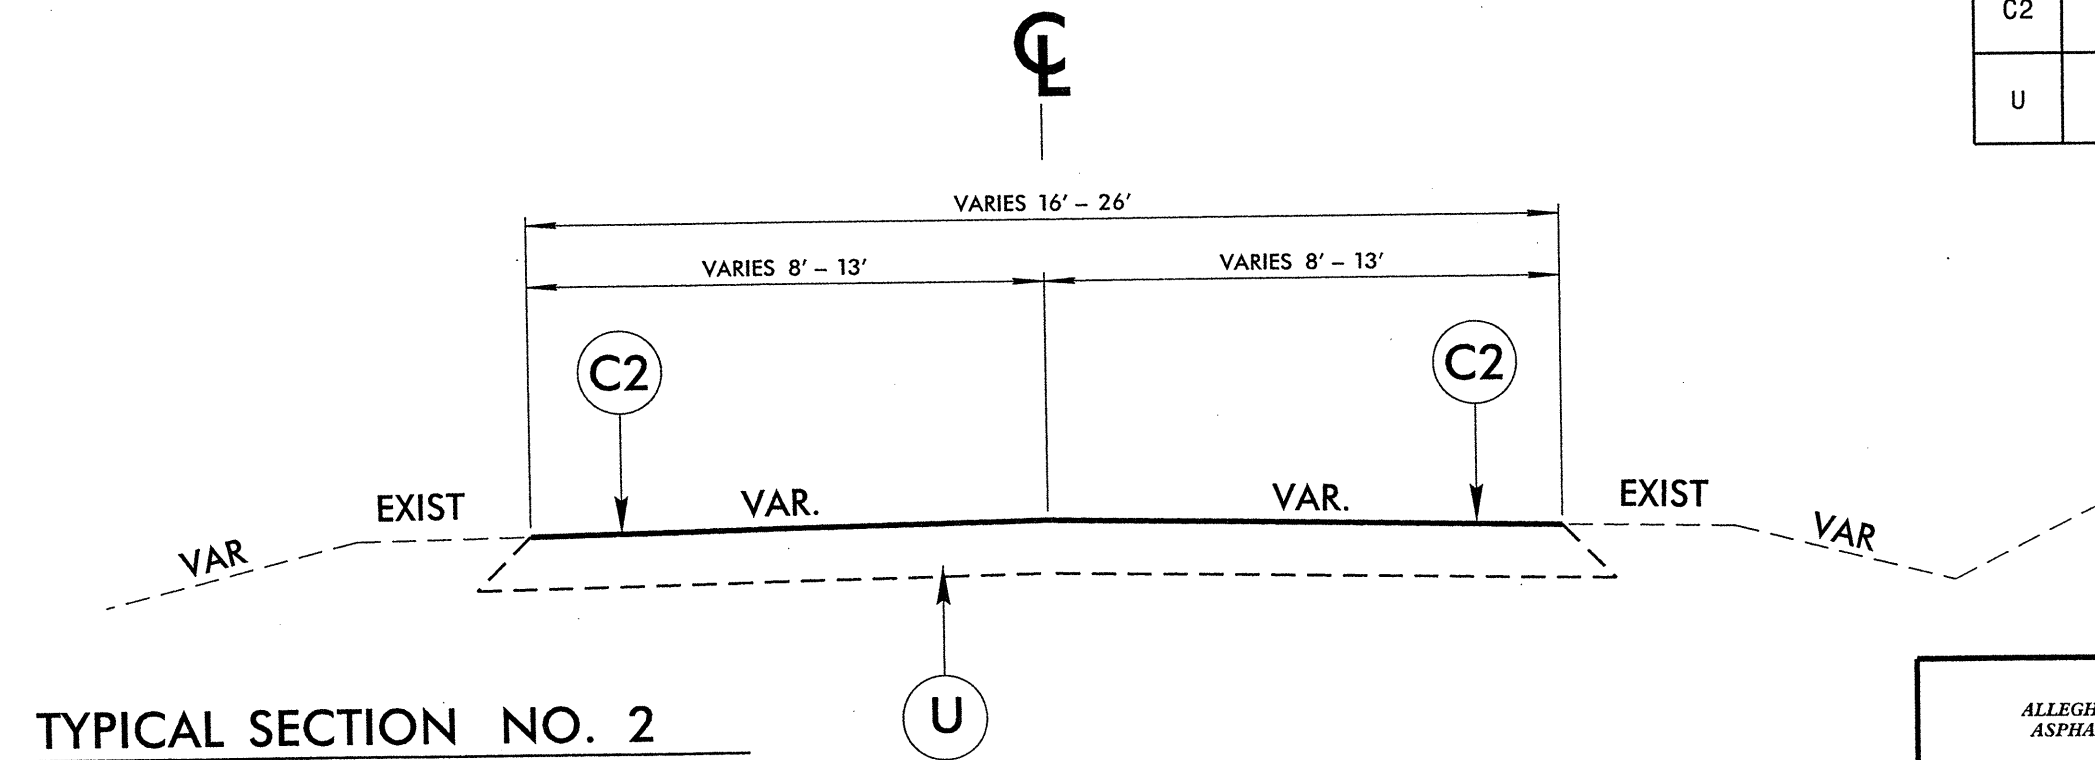 C2
U
CL
VARIES 16' – 26'
VARIES 8' – 13'
VARIES 8' – 13'
C2
C2
VAR
EXIST
VAR.
VAR.
EXIST
VAR
U
TYPICAL SECTION NO. 2